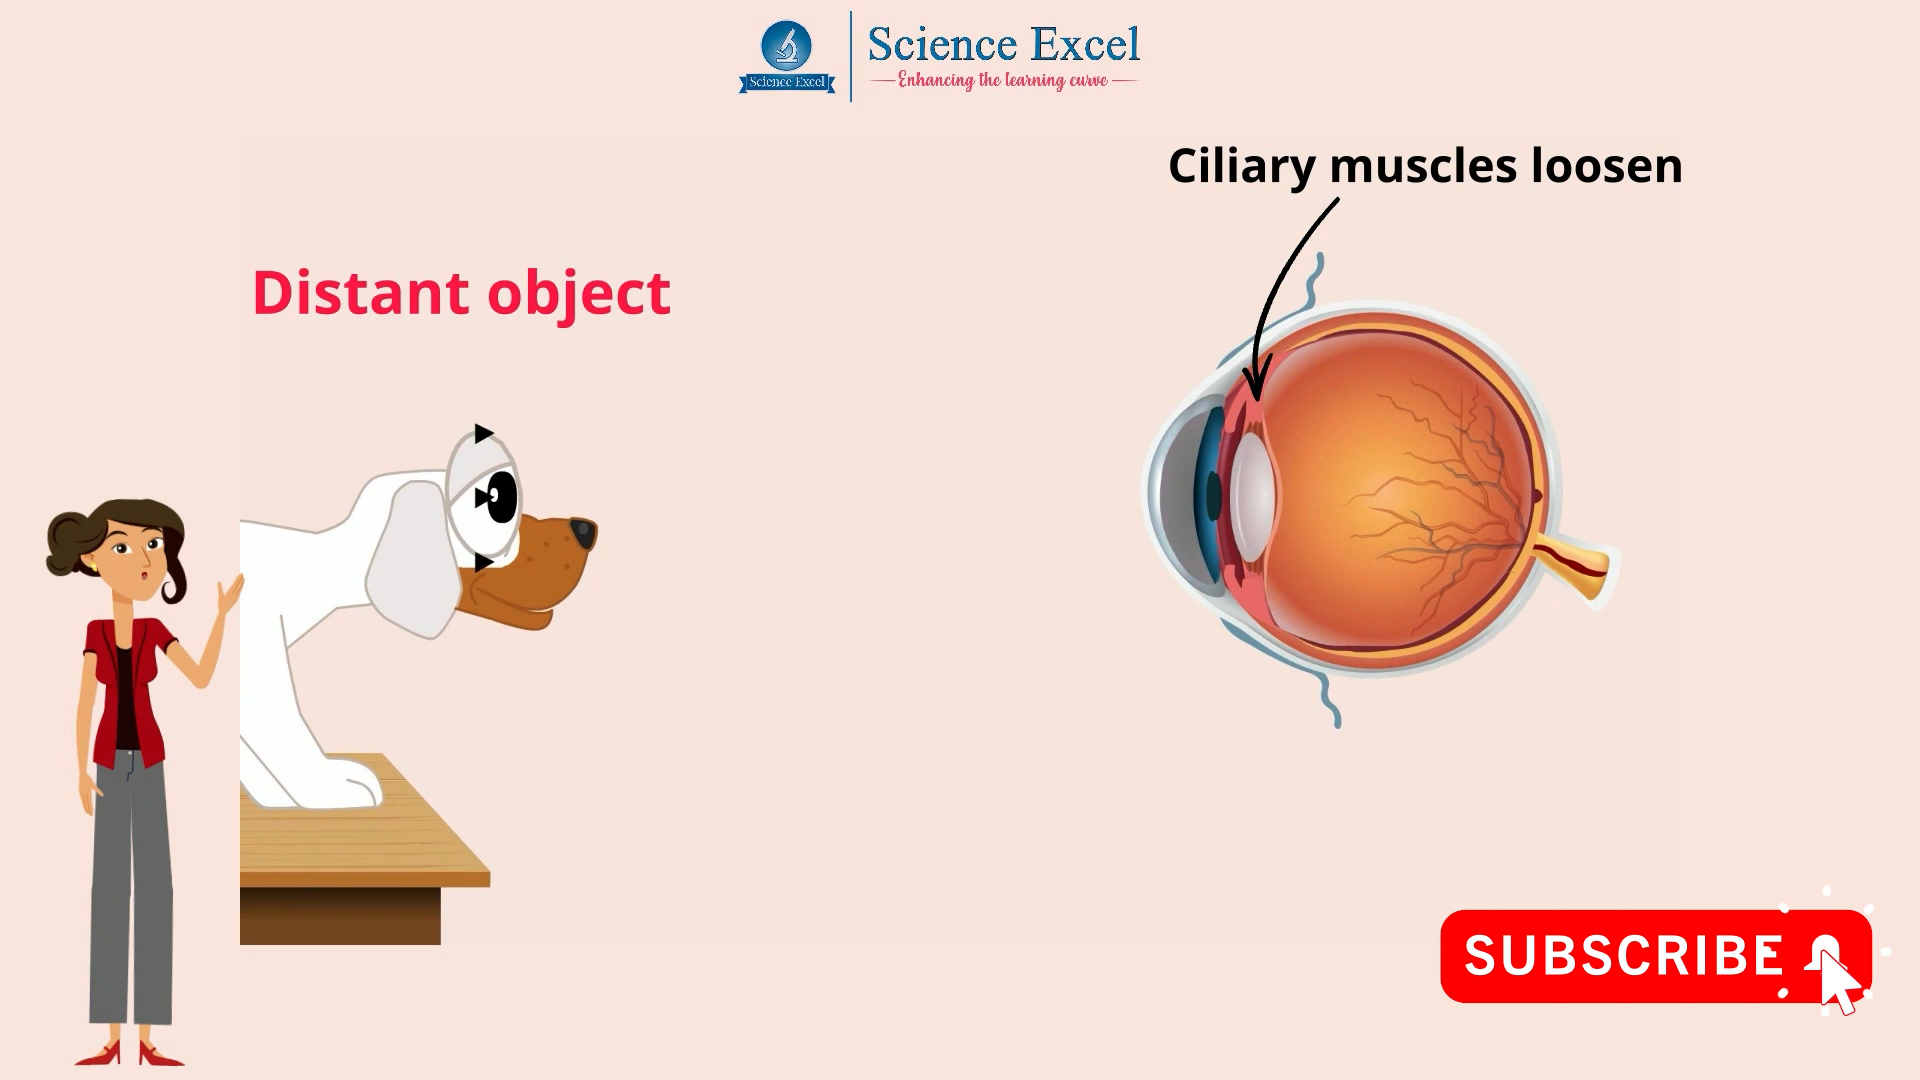 Science Excel
Science Excel
Enhancing the learning curve
Ciliary muscles loosen
Distant object
SUBSCRIBE